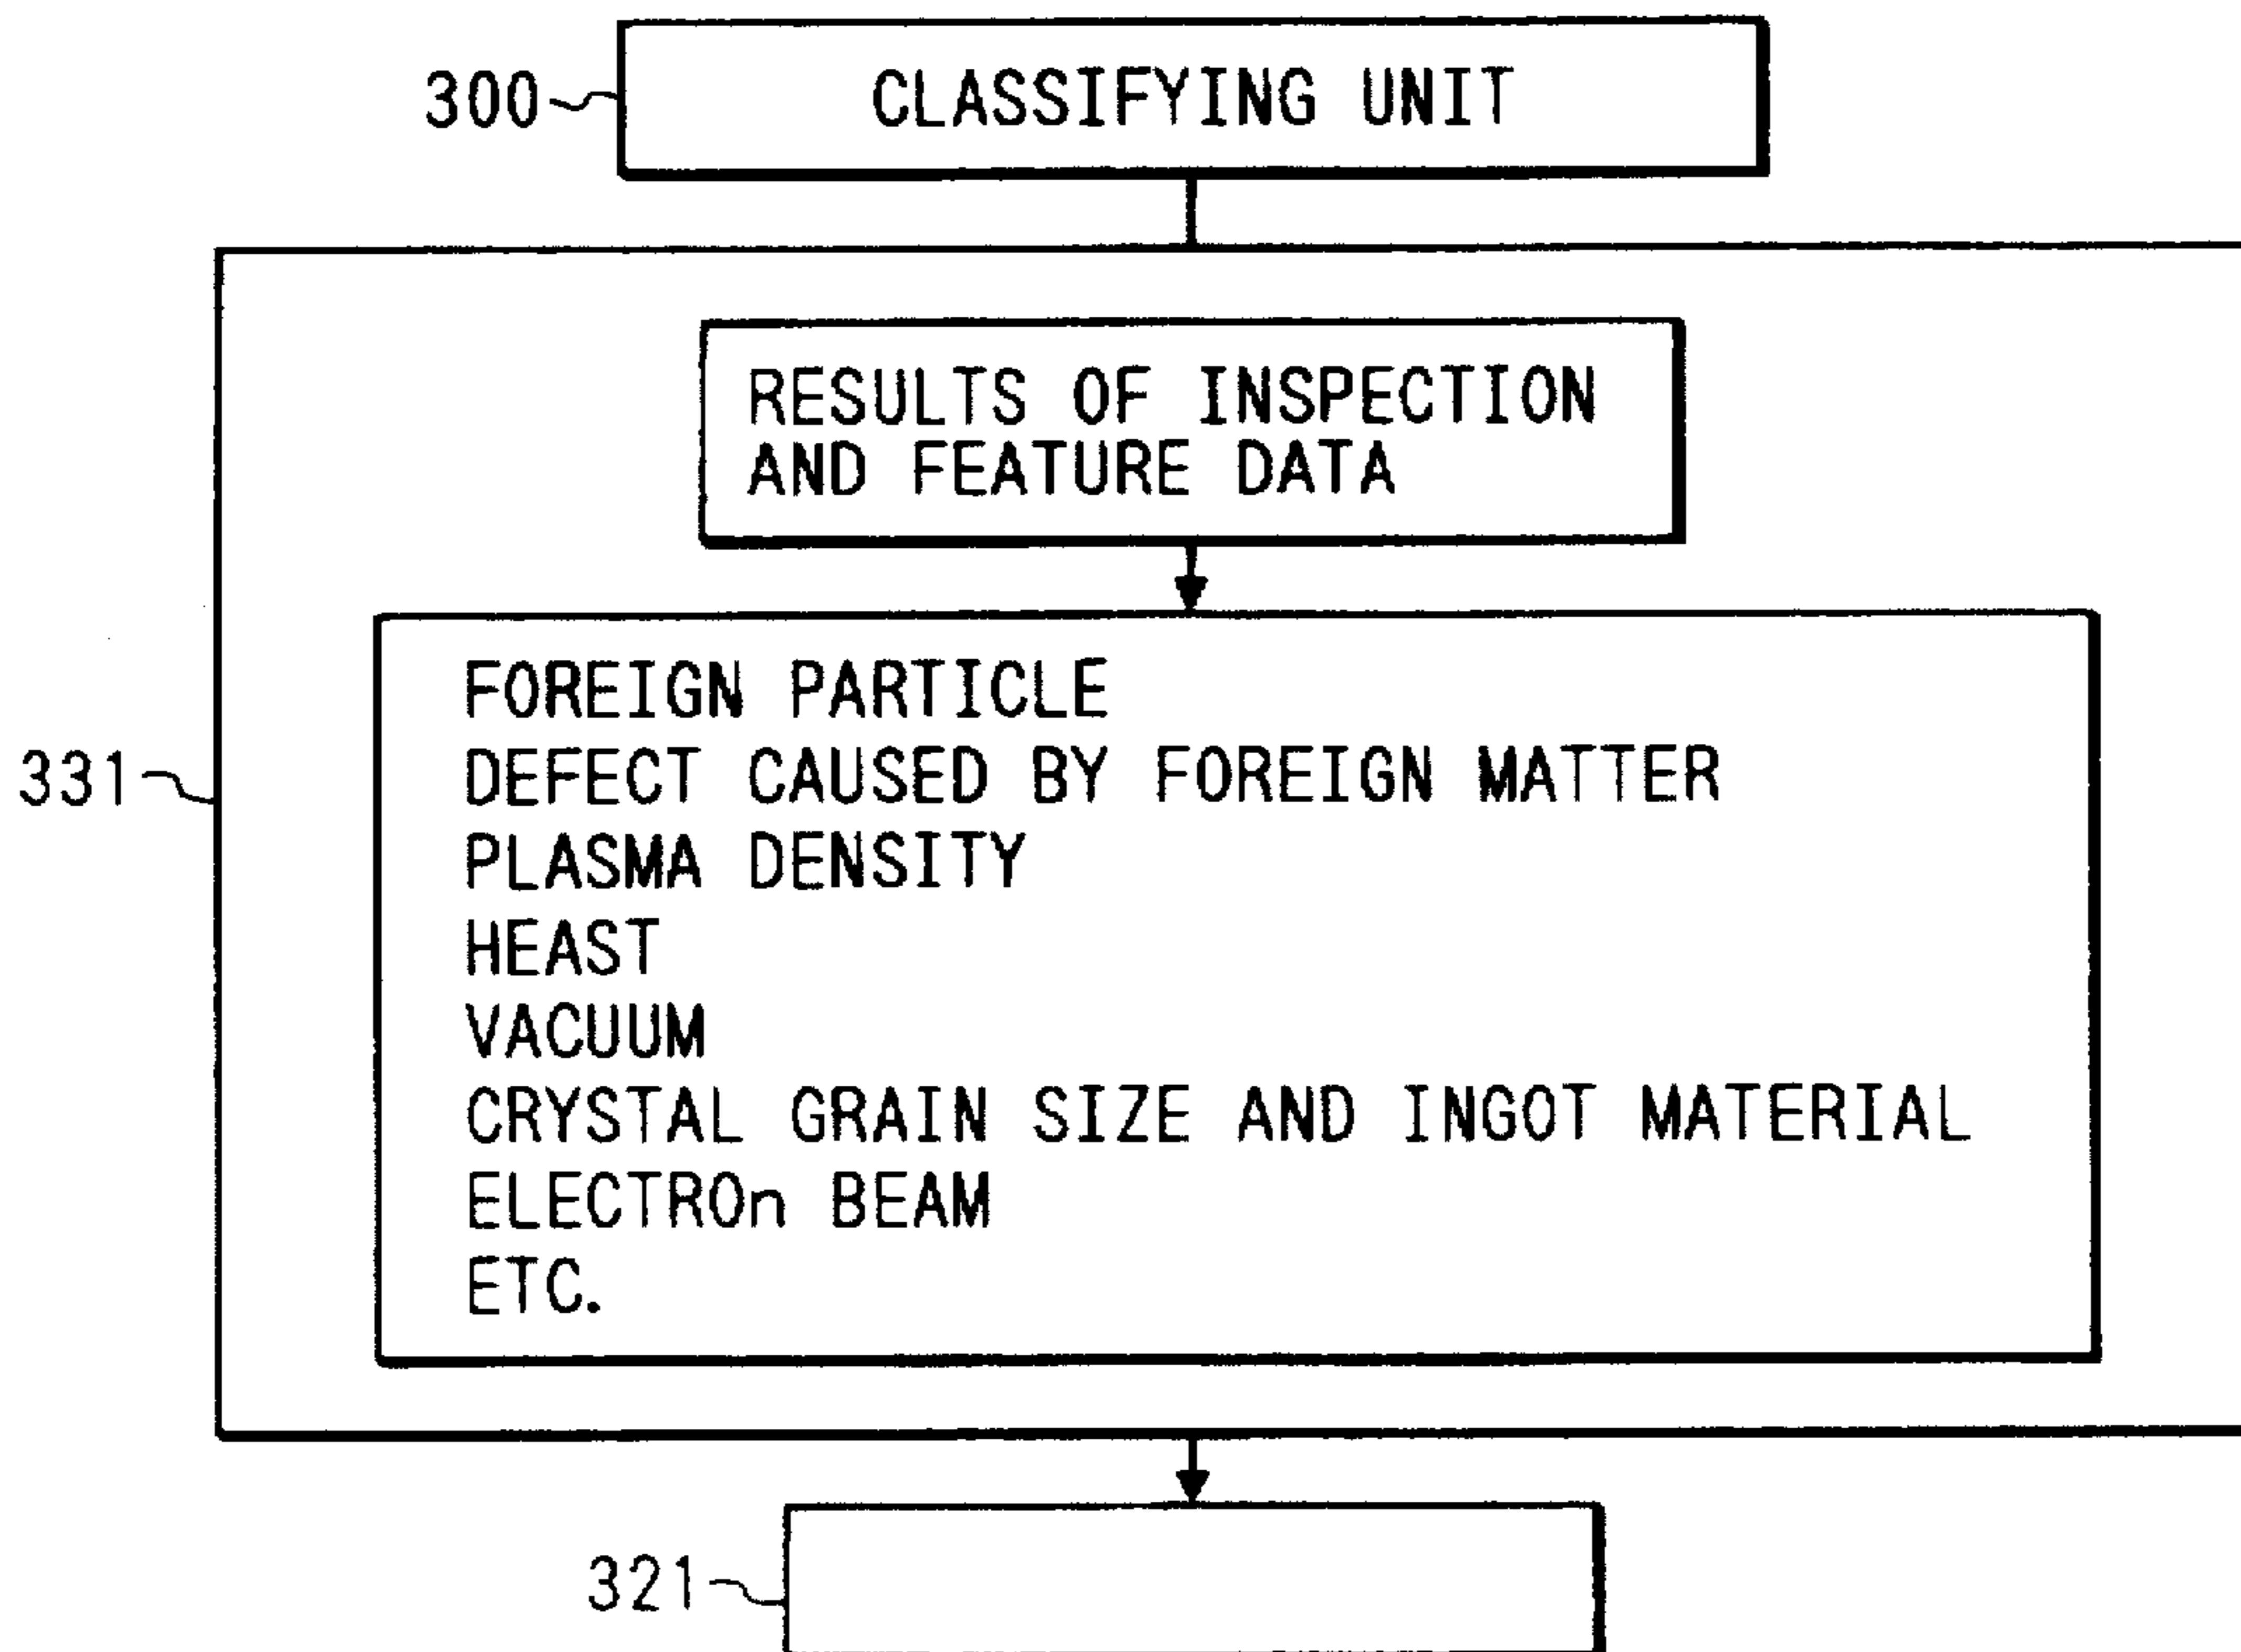 300
CLASSIFYING UNIT
RESULTS OF INSPECTION
AND FEATURE DATA
331
FOREIGN PARTICLE
DEFECT CAUSED BY FOREIGN MATTER
PLASMA DENSITY
HEAST
VACUUM
CRYSTAL GRAIN SIZE AND INGOT MATERIAL
ELECTROn BEAM
ETC.
321